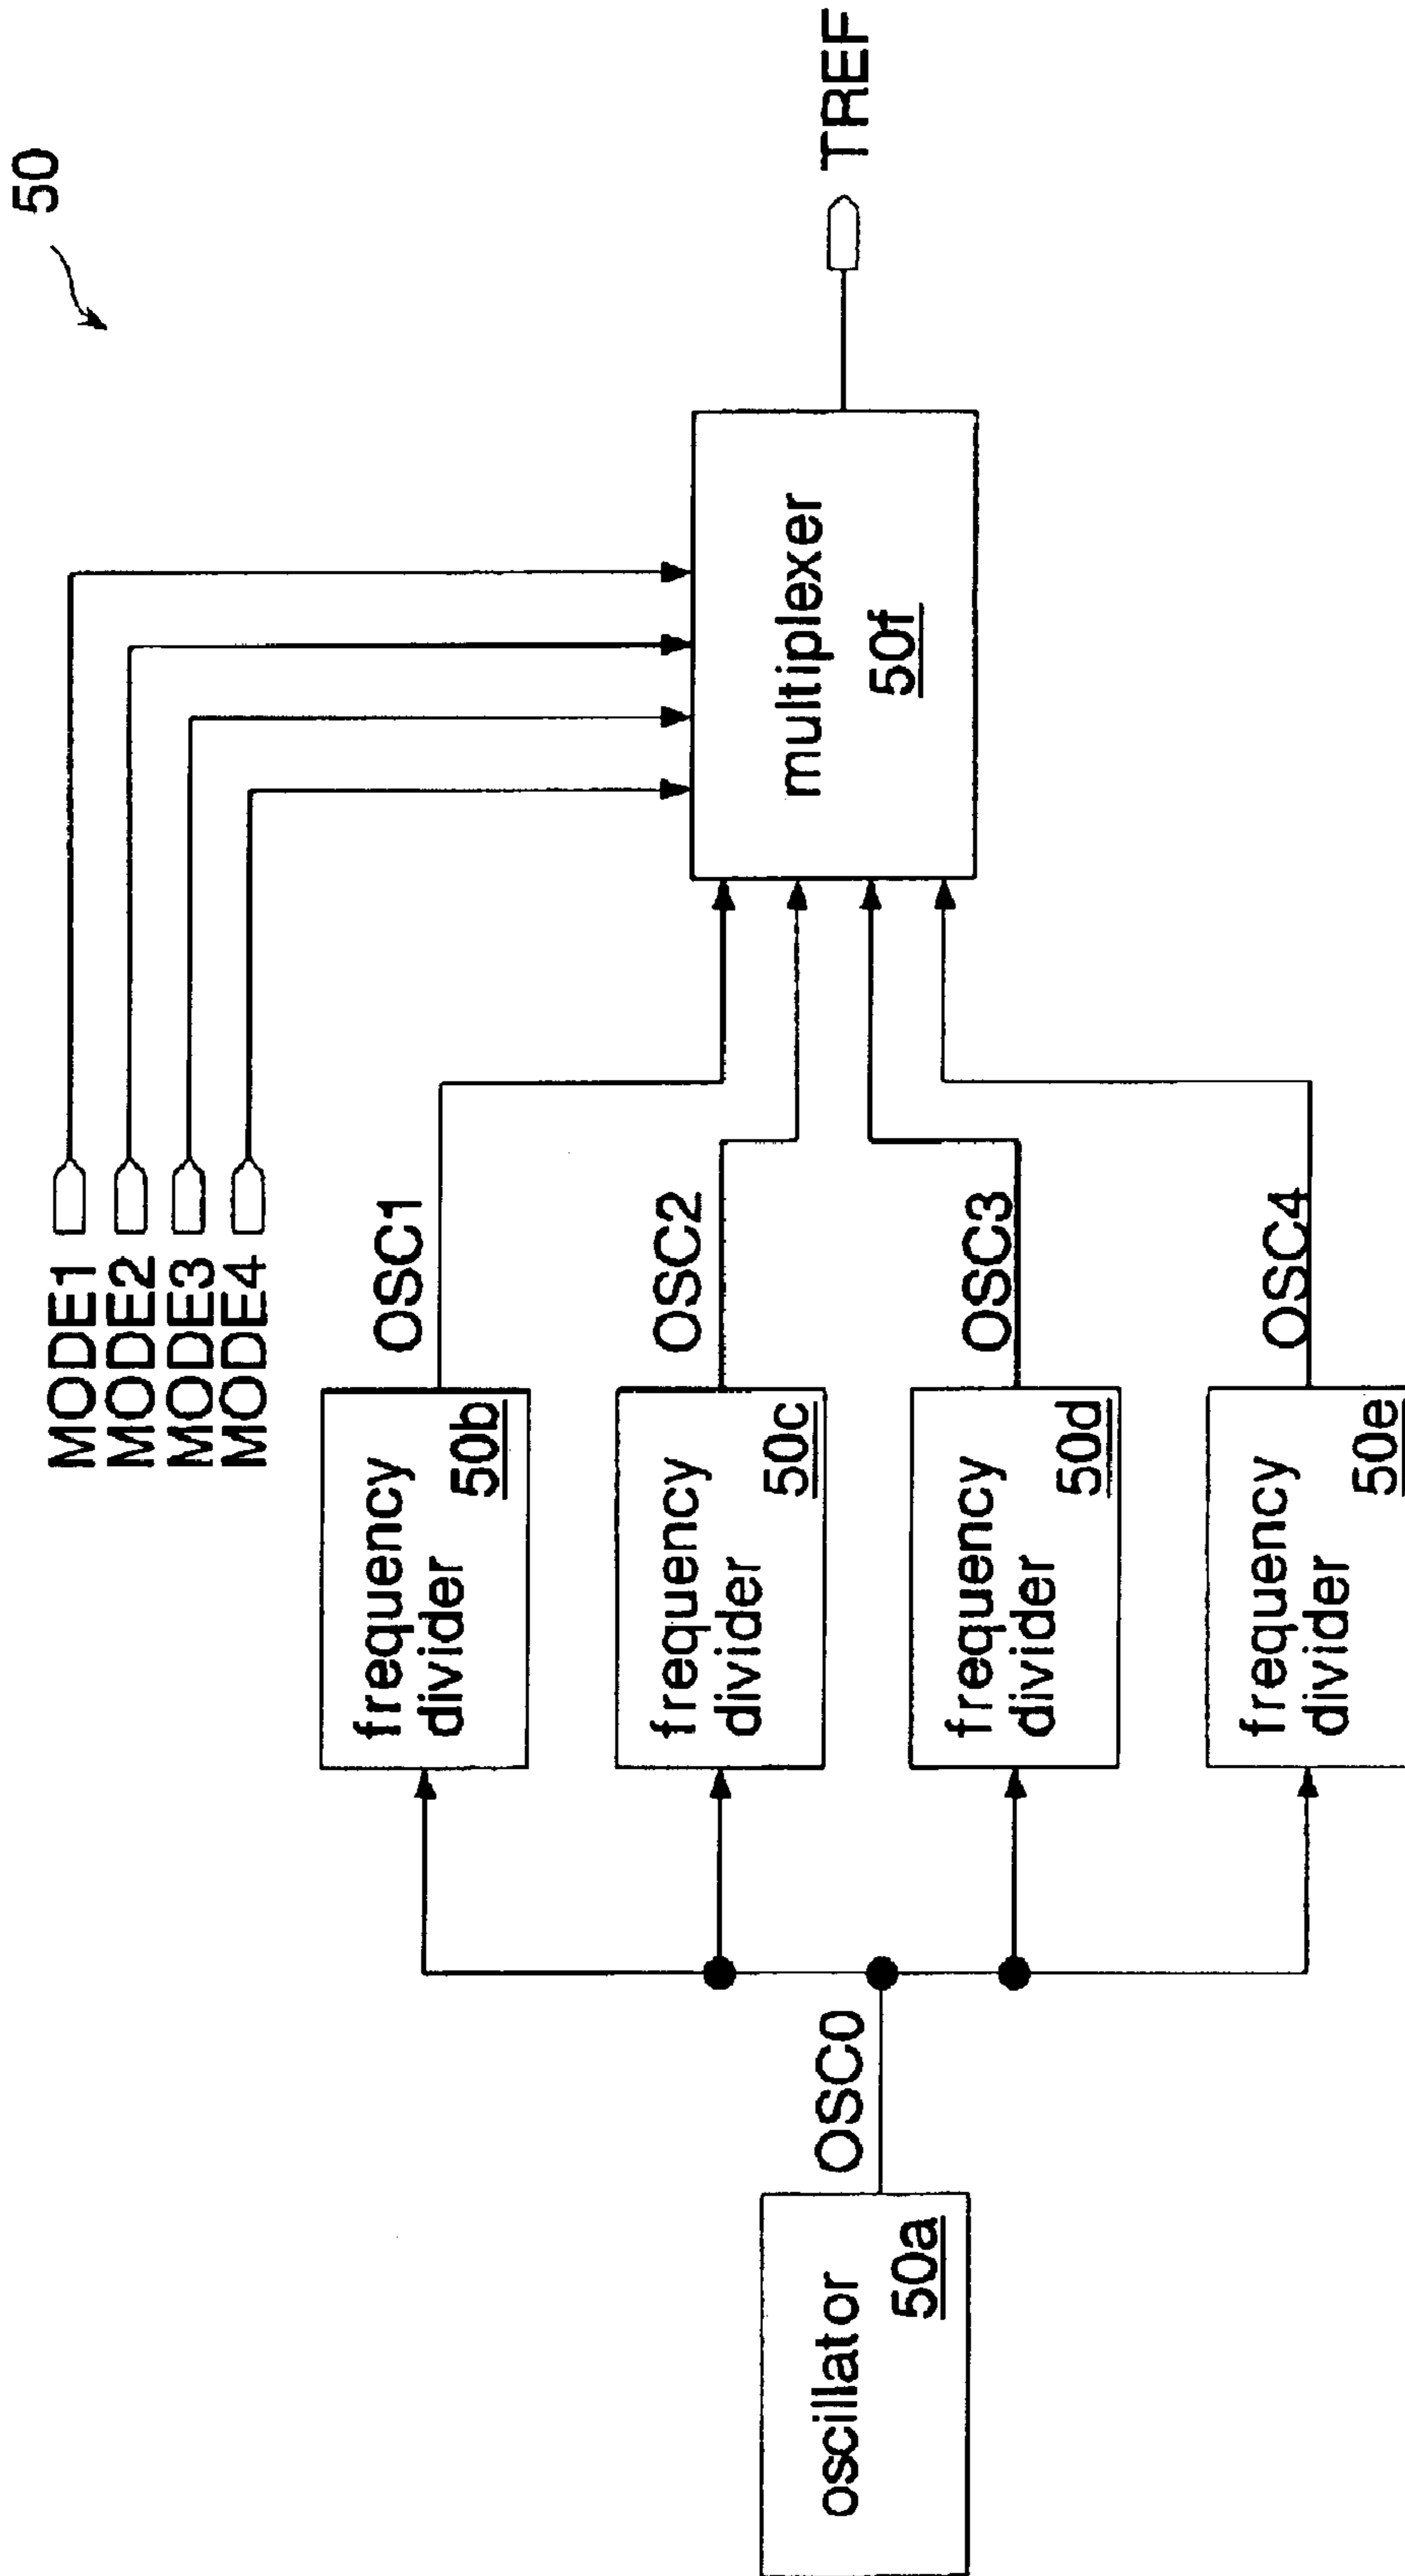 50
MODE1
MODE2
MODE3
MODE4
OSC1
frequency
divider
50b
OSC2
frequency
divider
50c
multiplexer
50f
TREF
OSC0
oscillator
50a
OSC3
frequency
divider
50d
OSC4
frequency
divider
50e